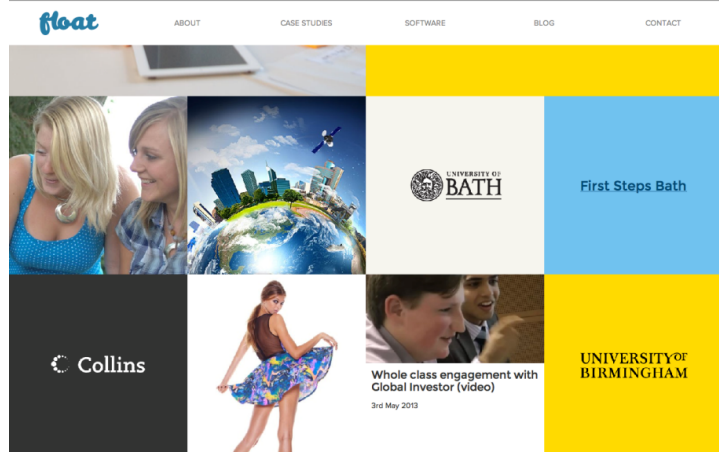 float
ABOUT
CASE STUDIES
SOFTWARE
BLOG
CONTACT
UNIVERSITY OF
BATH
First Steps Bath
Collins
Whole class engagement with
Global Investor (video)
3rd May 2013
UNIVERSITY OF
BIRMINGHAM